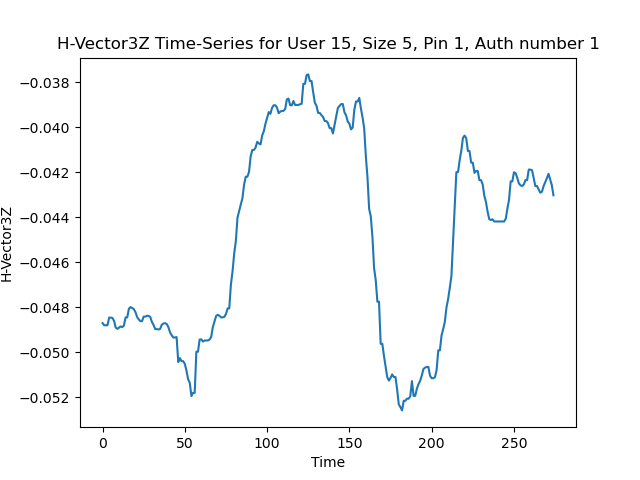 H-Vector3Z Time-Series for User 15, Size 5, Pin 1, Auth number 1
−0.038
−0.040
−0.042
−0.044
−0.046
−0.048
−0.050
−0.052
H-Vector3Z
0 50 100 150 200 250
Time